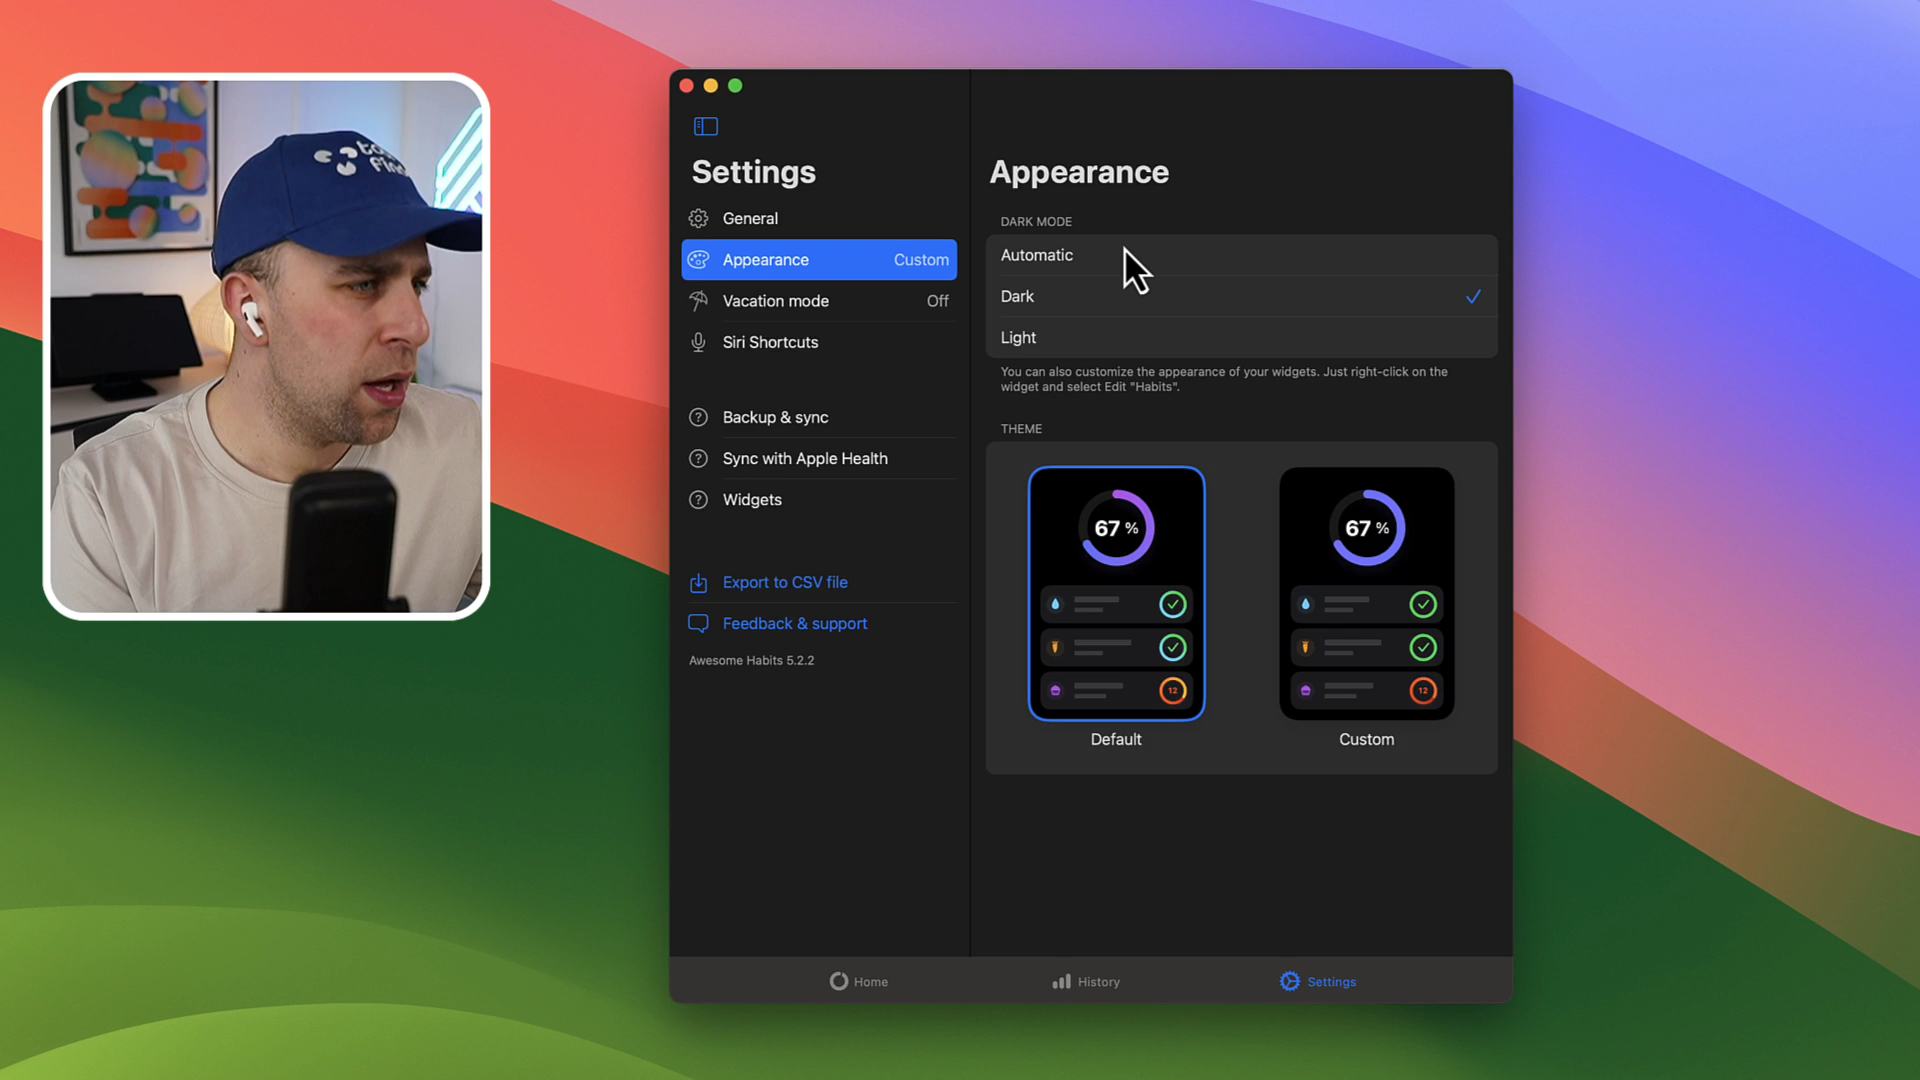 Settings
General
Appearance Custom
Vacation mode Off
Siri Shortcuts
Backup & sync
Sync with Apple Health
Widgets
Export to CSV file
Feedback & support
Awesome Habits 5.2.2
Appearance
DARK MODE
Automatic
Dark
Light
You can also customize the appearance of your widgets. Just right-click on the
widget and select Edit "Habits".
THEME
67 %
12
Default
67 %
12
Custom
Home
History
Settings